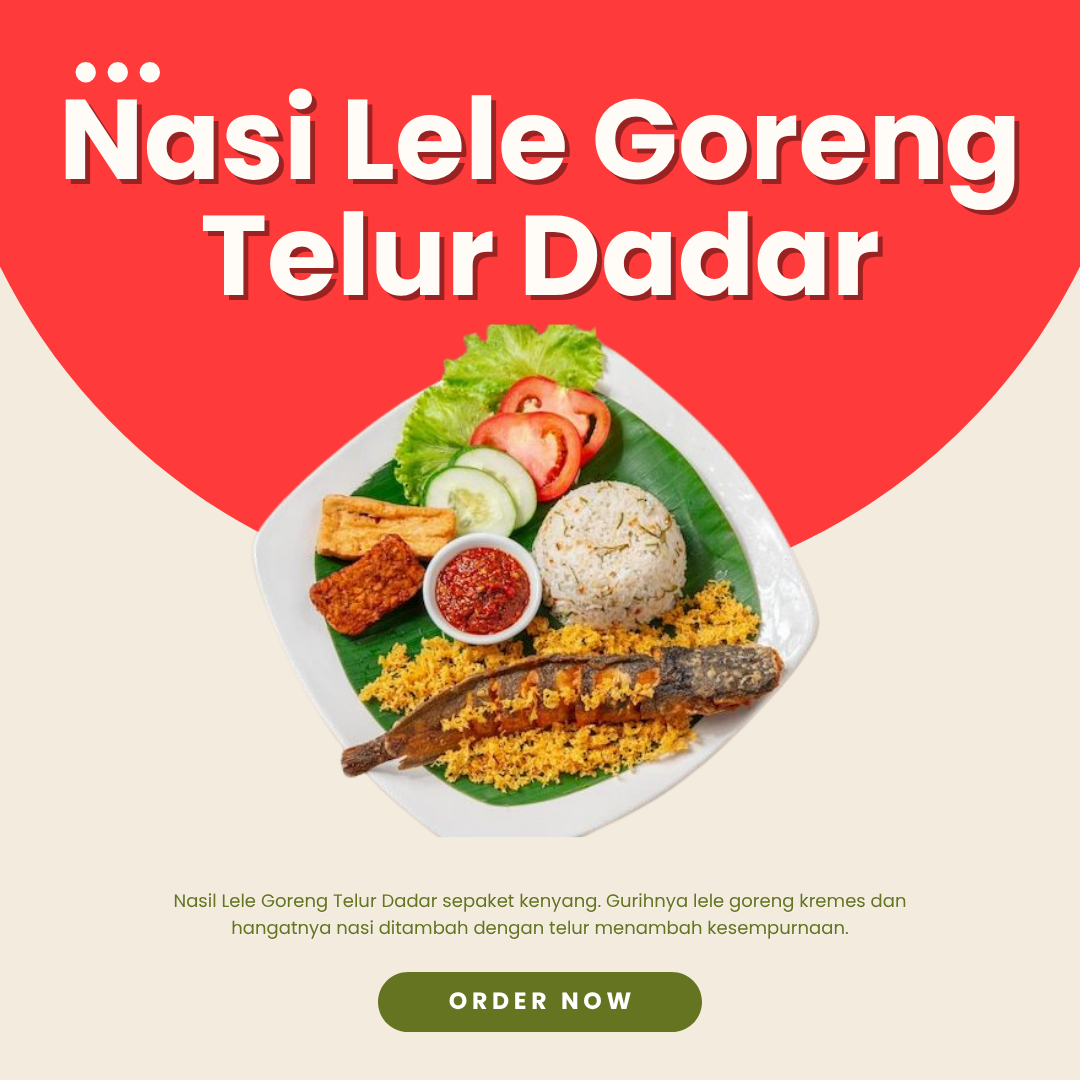 Nasi Lele Goreng
Telur Dadar
Nasil Lele Goreng Telur Dadar sepaket kenyang. Gurihnya lele goreng kremes dan
hangatnya nasi ditambah dengan telur menambah kesempurnaan.
ORDER NOW